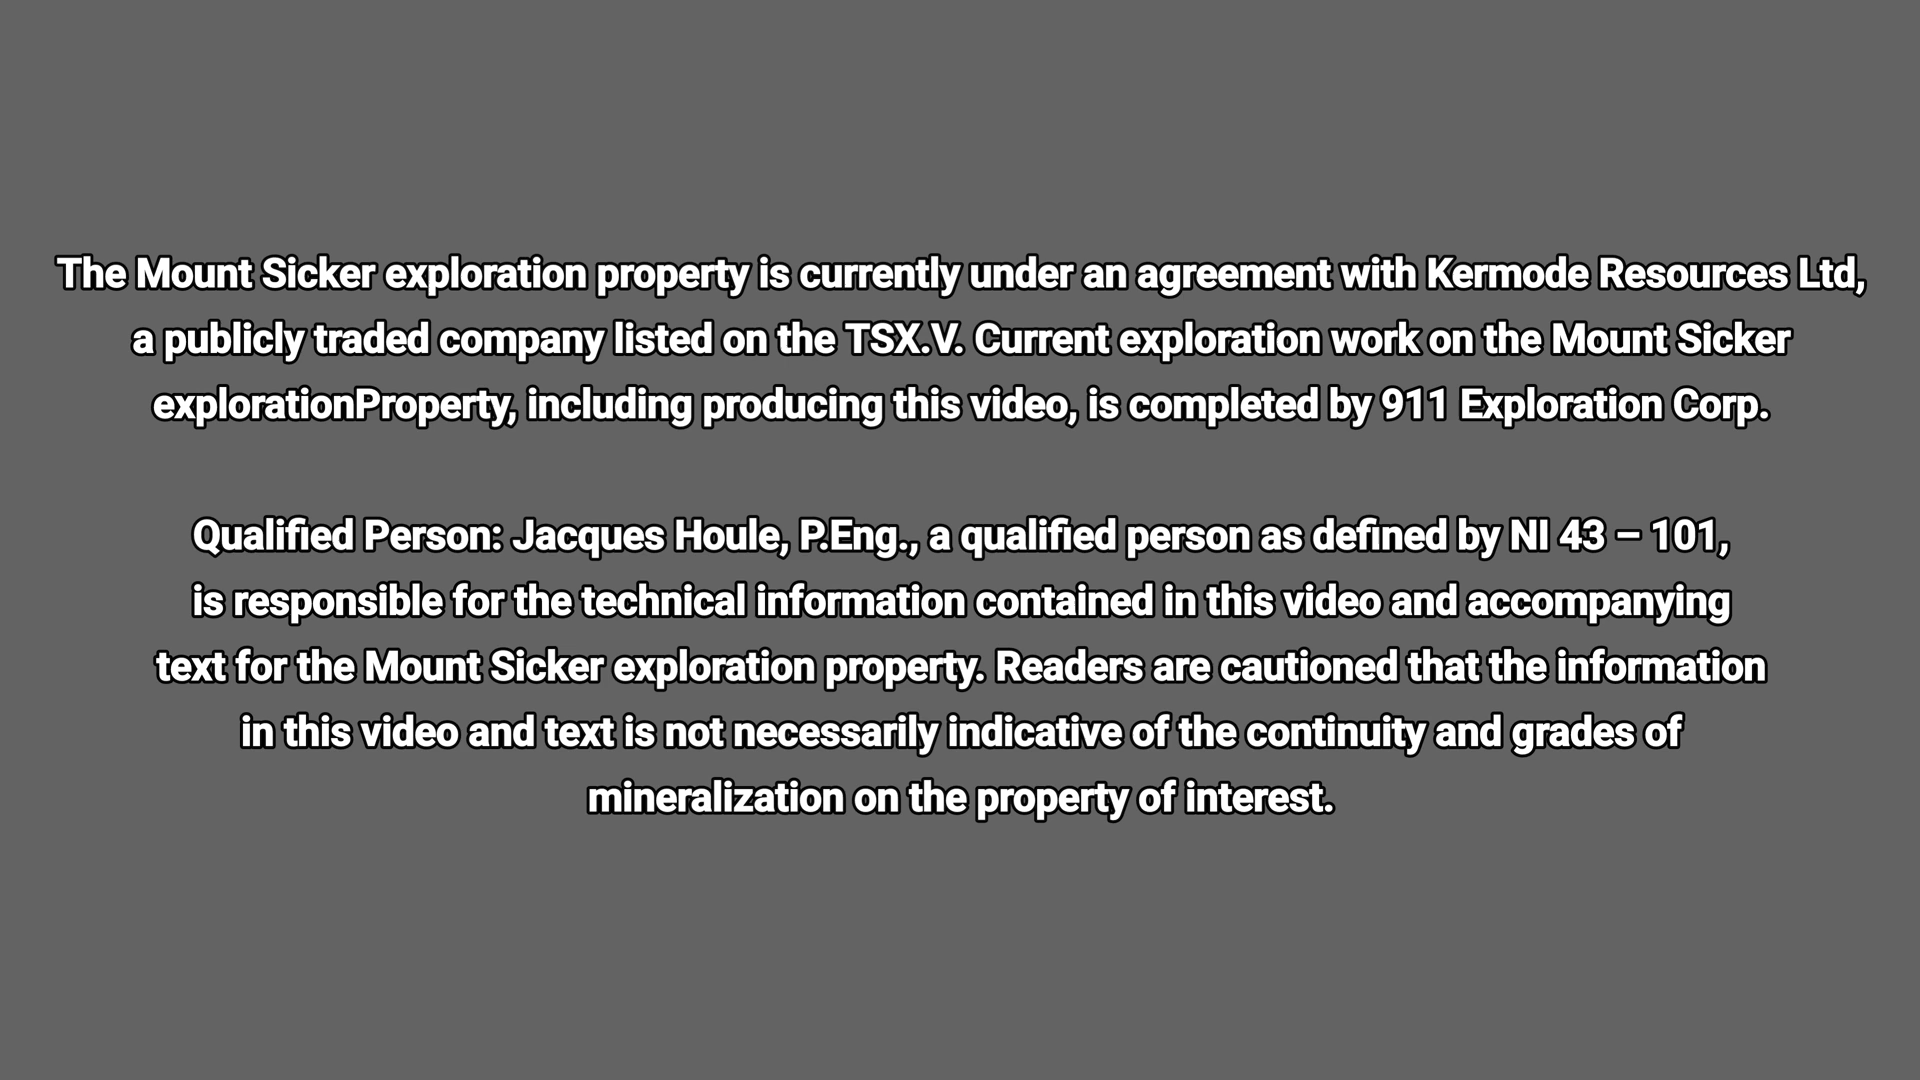 The Mount Sicker exploration property is currently under an agreement with Kermode Resources Ltd,
a publicly traded company listed on the TSX.V. Current exploration work on the Mount Sicker
explorationProperty, including producing this video, is completed by 911 Exploration Corp.
Qualified Person: Jacques Houle, P.Eng., a qualified person as defined by NI 43 – 101,
is responsible for the technical information contained in this video and accompanying
text for the Mount Sicker exploration property. Readers are cautioned that the information
in this video and text is not necessarily indicative of the continuity and grades of
mineralization on the property of interest.